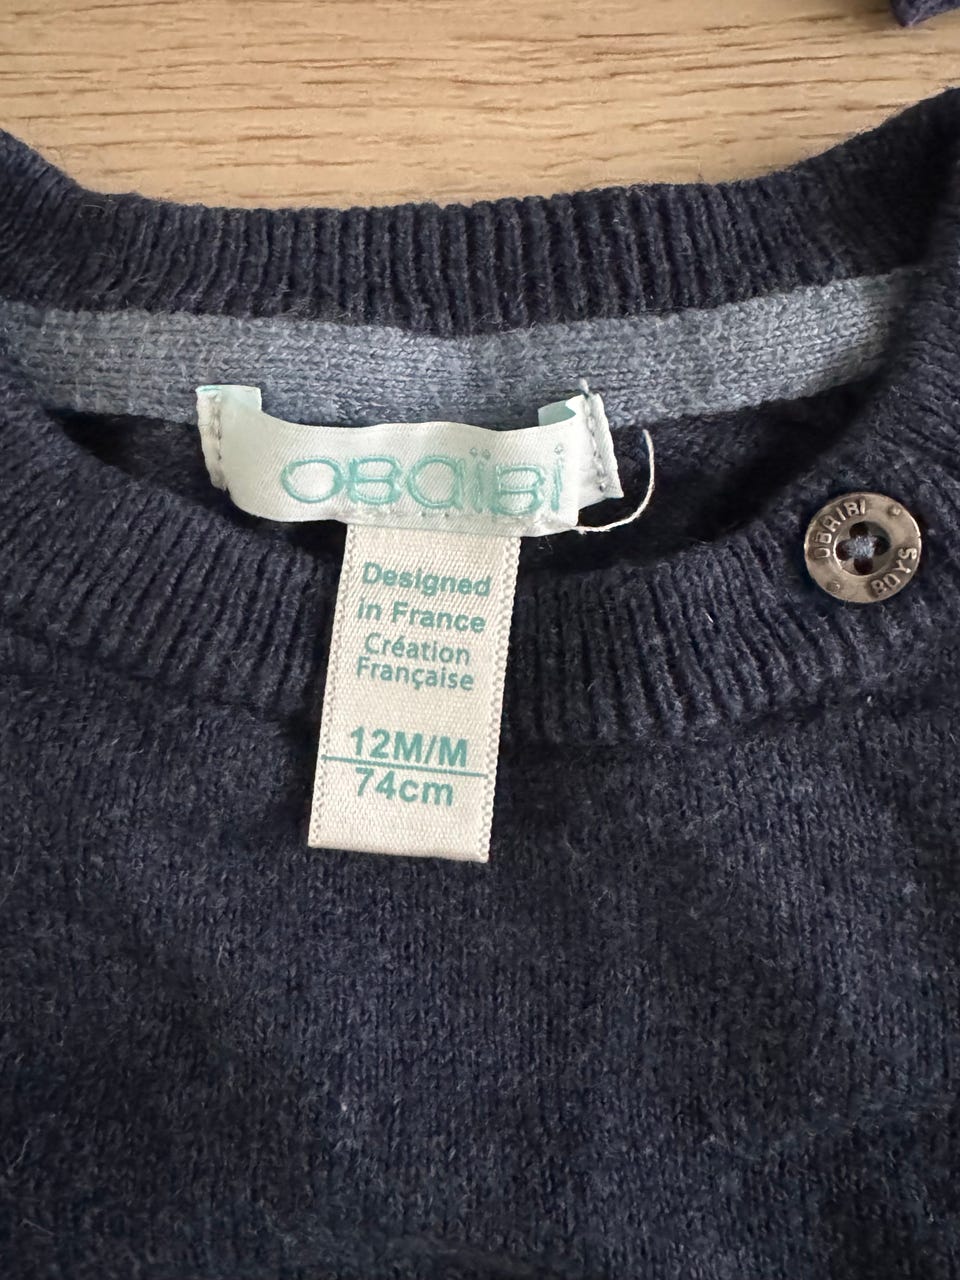 obaïbi
OBAIBI
BOYS
Designed
in France
Création
Française
12M/M
74cm